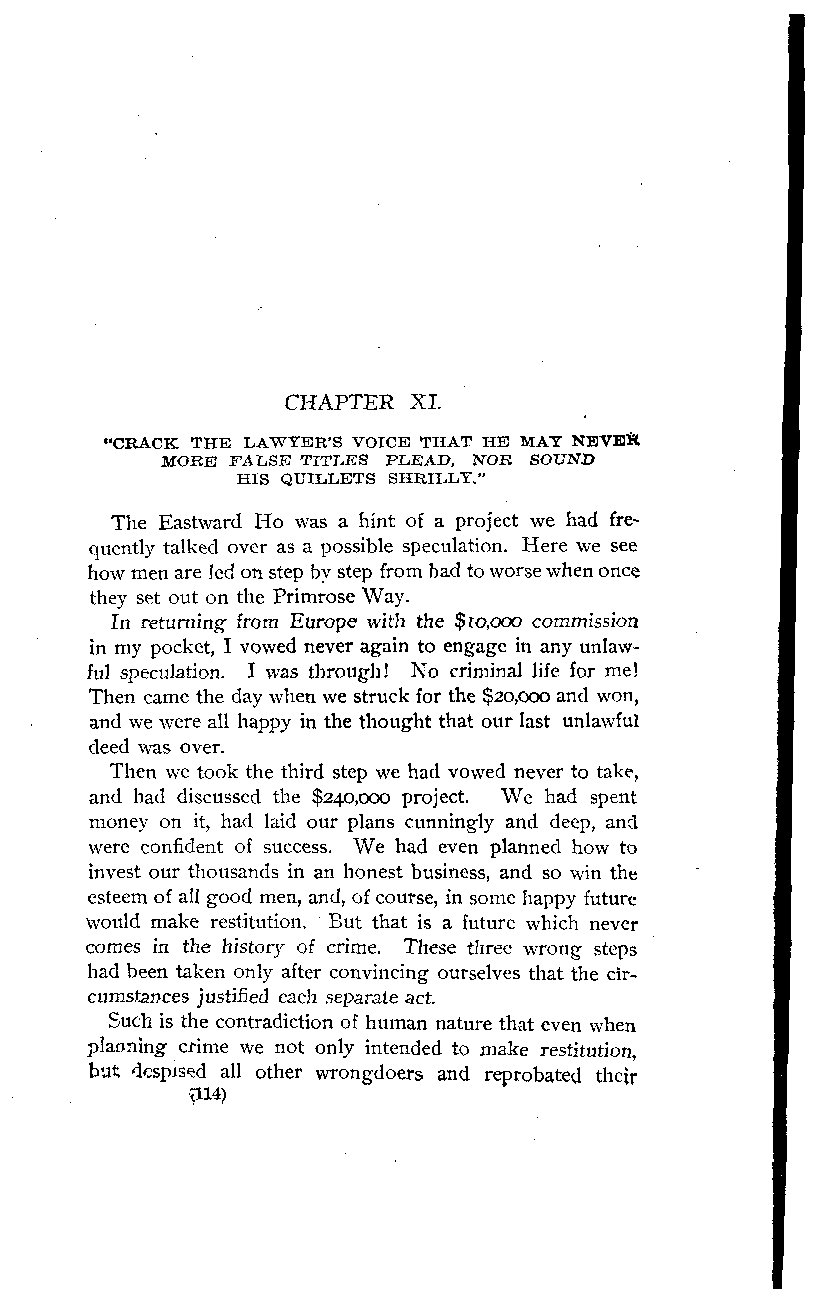 CHAPTER XI.
"CRACK THE LAWYER'S VOICE THAT HE MAY NEVER
MORE FALSE TITLES PLEAD, NOR SOUND
HIS QUILLETS SHRILLY."
The Eastward Ho was a hint of a project we had fre-
quently talked over as a possible speculation. Here we see
how men are led on step by step from bad to worse when once
they set out on the Primrose Way.
In returning from Europe with the $10,000 commission
in my pocket, I vowed never again to engage in any unlaw-
ful speculation. I was through! No criminal life for me!
Then came the day when we struck for the $20,000 and won,
and we were all happy in the thought that our last unlawful
deed was over.
Then we took the third step we had vowed never to take,
and had discussed the $240,000 project. We had spent
money on it, had laid our plans cunningly and deep, and
were confident of success. We had even planned how to
invest our thousands in an honest business, and so win the
esteem of all good men, and, of course, in some happy future
would make restitution. But that is a future which never
comes in the history of crime. These three wrong steps
had been taken only after convincing ourselves that the cir-
cumstances justified each separate act.
Such is the contradiction of human nature that even when
planning crime we not only intended to make restitution,
but despised all other wrongdoers and reprobated their
(114)